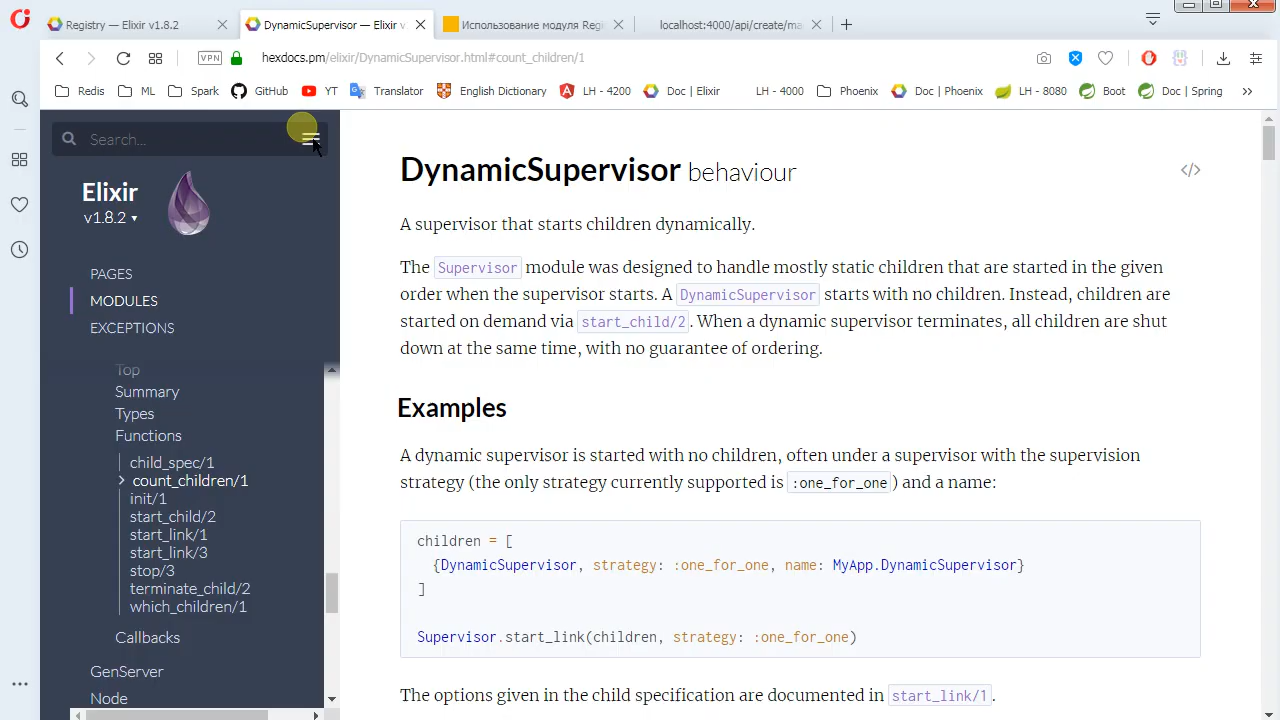 Registry — Elixir v1.8.2
DynamicSupervisor — Elixir v
Использование модуля Regi
localhost:4000/api/create/ma
VPN
hexdocs.pm/elixir/DynamicSupervisor.html#count_children/1
Redis
ML
Spark
GitHub
YT
Translator
English Dictionary
LH - 4200
Doc | Elixir
LH - 4000
Phoenix
Doc | Phoenix
LH - 8080
Boot
Doc | Spring
Search...
Elixir
v1.8.2
PAGES
MODULES
EXCEPTIONS
Top
Summary
Types
Functions
child_spec/1
count_children/1
init/1
start_child/2
start_link/1
start_link/3
stop/3
terminate_child/2
which_children/1
Callbacks
GenServer
Node
DynamicSupervisor behaviour
</>
A supervisor that starts children dynamically.
The Supervisor module was designed to handle mostly static children that are started in the given
order when the supervisor starts. A DynamicSupervisor starts with no children. Instead, children are
started on demand via start_child/2. When a dynamic supervisor terminates, all children are shut
down at the same time, with no guarantee of ordering.
Examples
A dynamic supervisor is started with no children, often under a supervisor with the supervision
strategy (the only strategy currently supported is :one_for_one) and a name:
children = [
{DynamicSupervisor, strategy: :one_for_one, name: MyApp.DynamicSupervisor}
]
Supervisor.start_link(children, strategy: :one_for_one)
The options given in the child specification are documented in start_link/1.